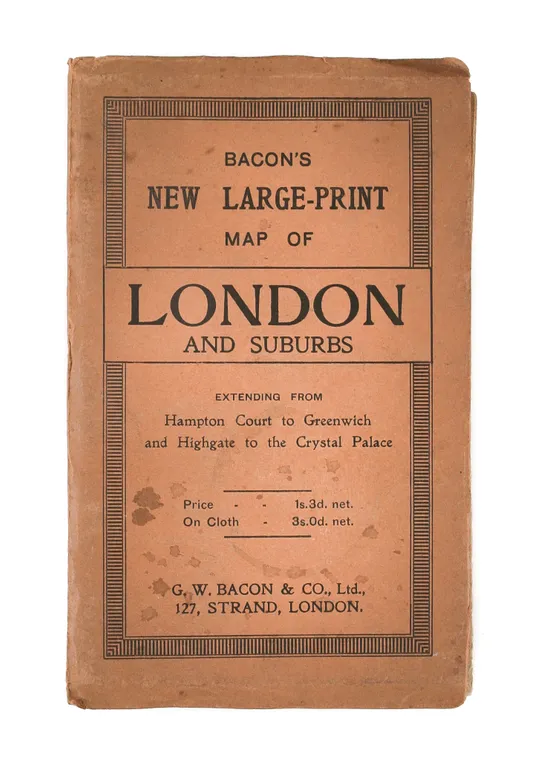 BACON'S
NEW LARGE-PRINT
MAP OF
LONDON
AND SUBURBS
EXTENDING FROM
Hampton Court to Greenwich
and Highgate to the Crystal Palace
Price - - 1s.3d. net.
On Cloth - 3s.0d. net.
G. W. BACON & CO., Ltd.,
127, STRAND, LONDON.